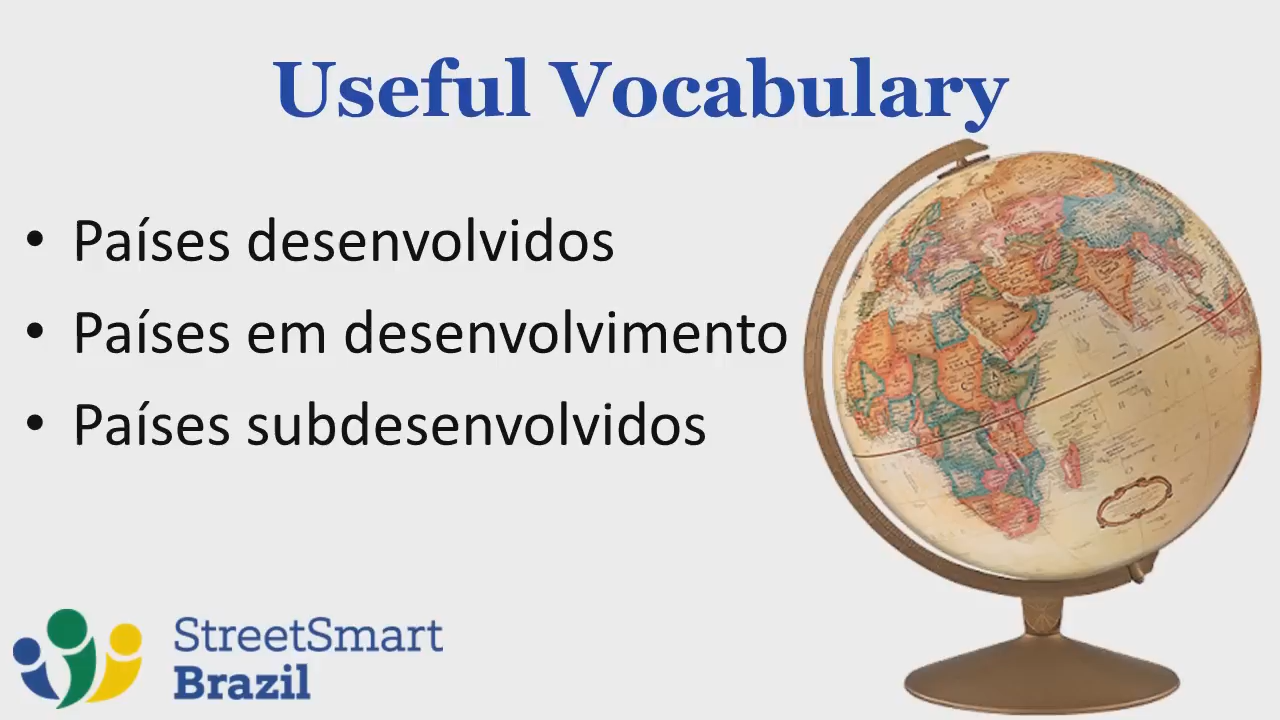 Useful Vocabulary
• Países desenvolvidos
• Países em desenvolvimento
• Países subdesenvolvidos
StreetSmart
Brazil